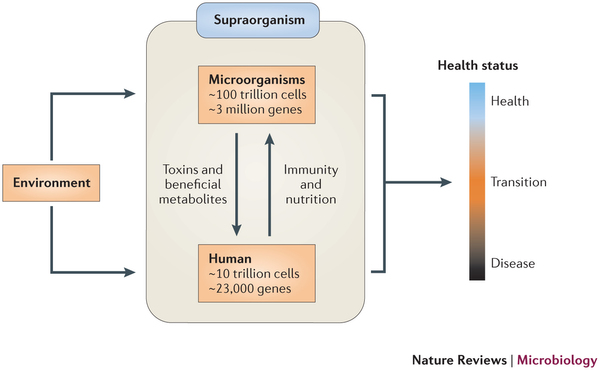 Supraorganism
Microorganisms
~100 trillion cells
~3 million genes
Environment
Toxins and
beneficial
metabolites
Immunity
and
nutrition
Human
~10 trillion cells
~23,000 genes
Health status
Health
Transition
Disease
Nature Reviews | Microbiology